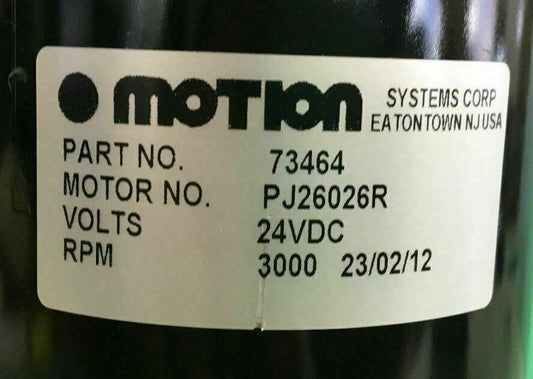 MOTION SYSTEMS CORP
EATONTOWN NJ USA
PART NO. 73464
MOTOR NO. PJ26026R
VOLTS 24VDC
RPM 3000 23/02/12